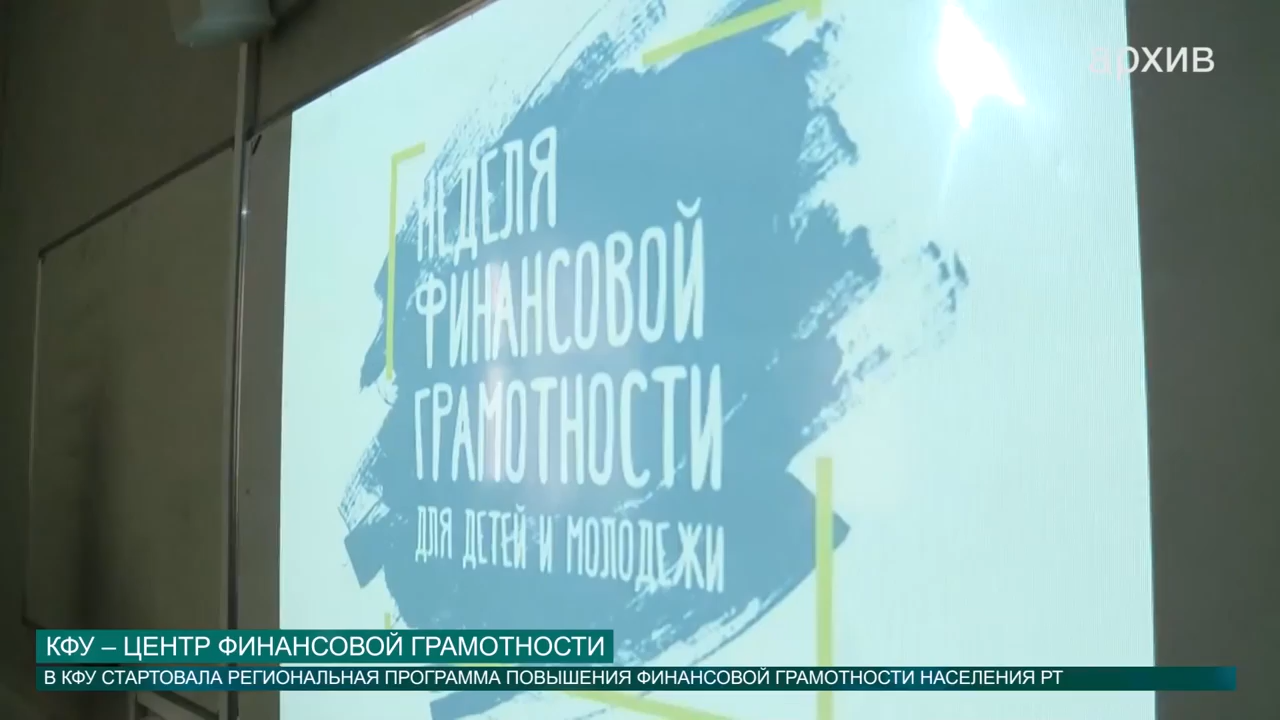 архив
НЕДЕЛЯ
ФИНАНСОВОЙ
ГРАМОТНОСТИ
ДЛЯ ДЕТЕЙ И МОЛОДЕЖИ
КФУ – ЦЕНТР ФИНАНСОВОЙ ГРАМОТНОСТИ
В КФУ СТАРТОВАЛА РЕГИОНАЛЬНАЯ ПРОГРАММА ПОВЫШЕНИЯ ФИНАНСОВОЙ ГРАМОТНОСТИ НАСЕЛЕНИЯ РТ